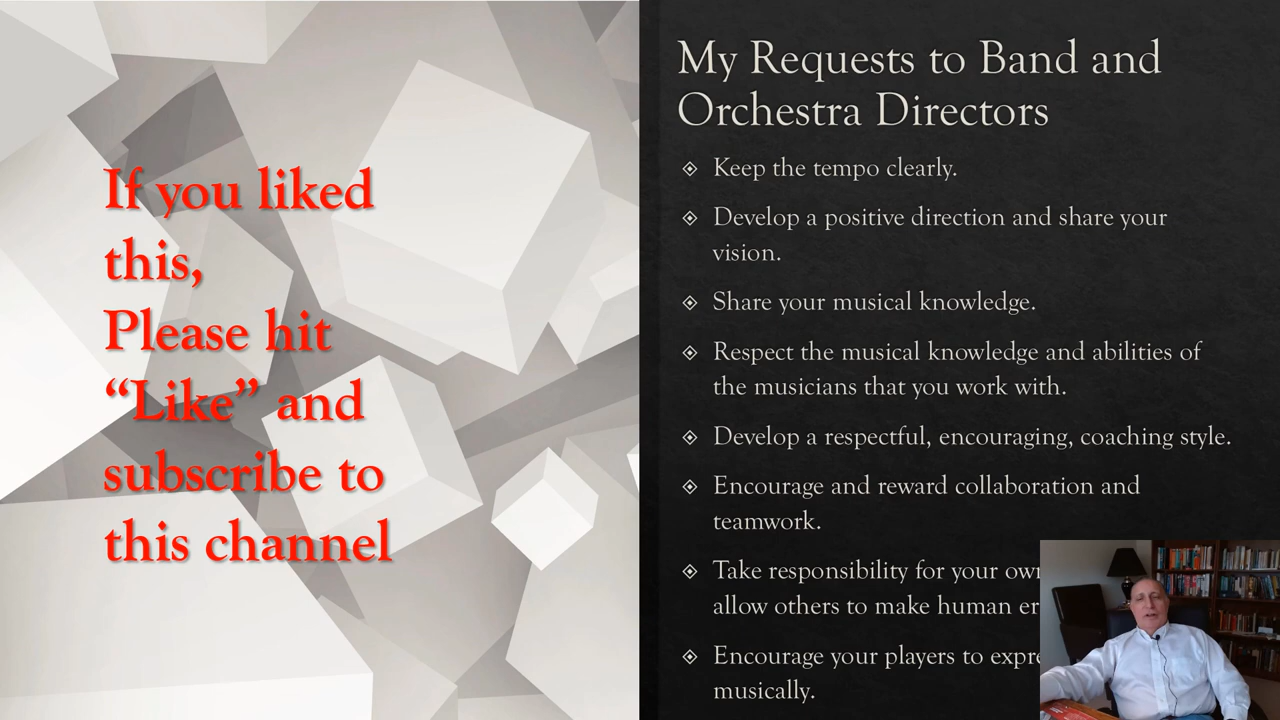 If you liked
this,
Please hit
“Like” and
subscribe to
this channel
My Requests to Band and
Orchestra Directors
Keep the tempo clearly.
Develop a positive direction and share your
vision.
Share your musical knowledge.
Respect the musical knowledge and abilities of
the musicians that you work with.
Develop a respectful, encouraging, coaching style.
Encourage and reward collaboration and
teamwork.
Take responsibility for your own
allow others to make human
Encourage your players to
musically.